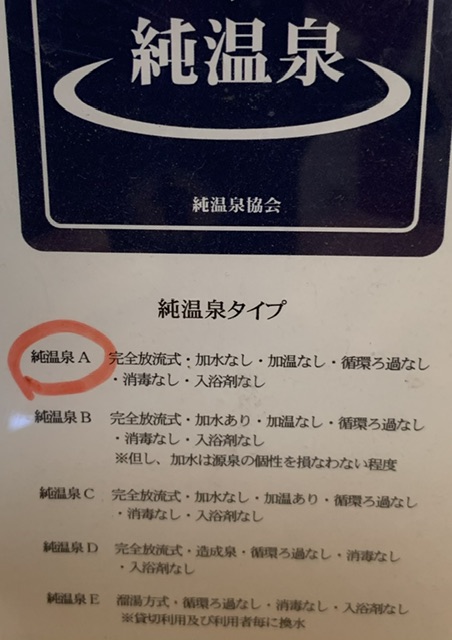 純温泉
純温泉協会
純温泉タイプ
純温泉A 完全放流式・加水なし・加温なし・循環ろ過なし
・消毒なし・入浴剤なし
純温泉B 完全放流式・加水あり・加温なし・循環ろ過なし
・消毒なし・入浴剤なし
※但し、加水は源泉の個性を損なわない程度
純温泉C 完全放流式・加水なし・加温あり・循環ろ過なし
・消毒なし・入浴剤なし
純温泉D 完全放流式・造成泉・循環ろ過なし・消毒なし
・入浴剤なし
純温泉E 溜湯方式・循環ろ過なし・消毒なし・入浴剤なし
※貸切利用及び利用者毎に換水